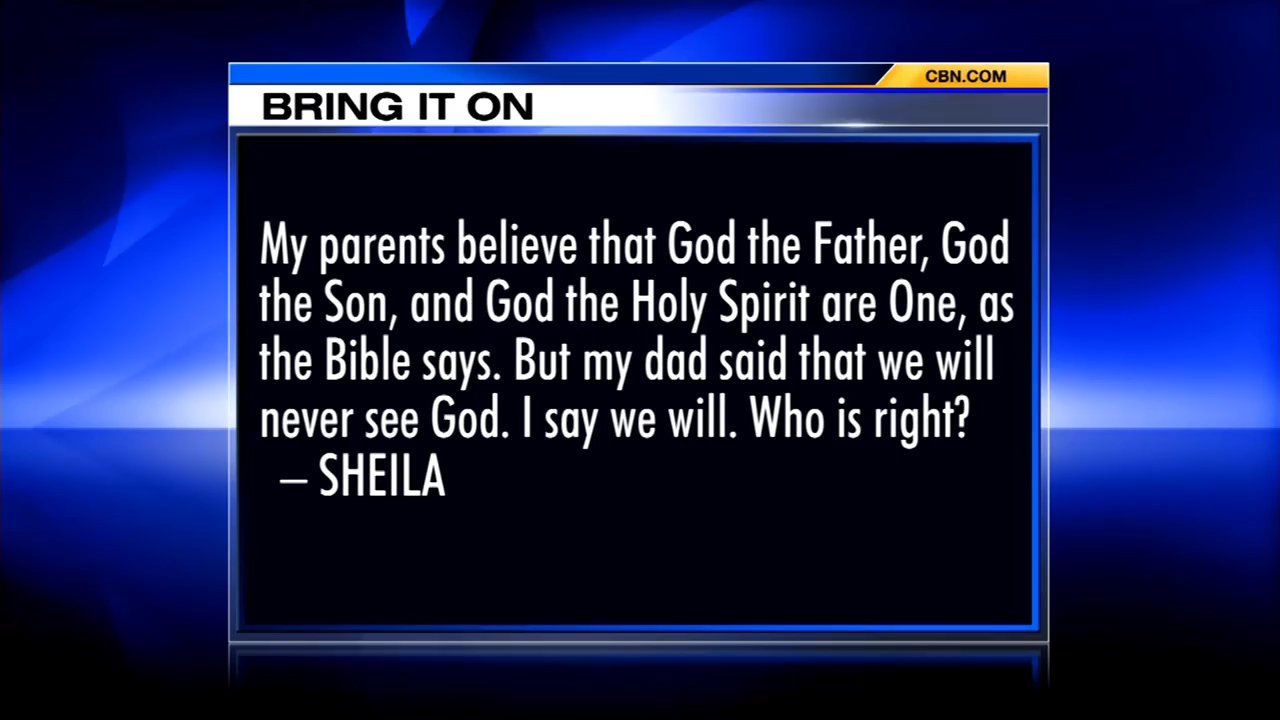 CBN.COM
BRING IT ON
My parents believe that God the Father, God
the Son, and God the Holy Spirit are One, as
the Bible says. But my dad said that we will
never see God. I say we will. Who is right?
– SHEILA